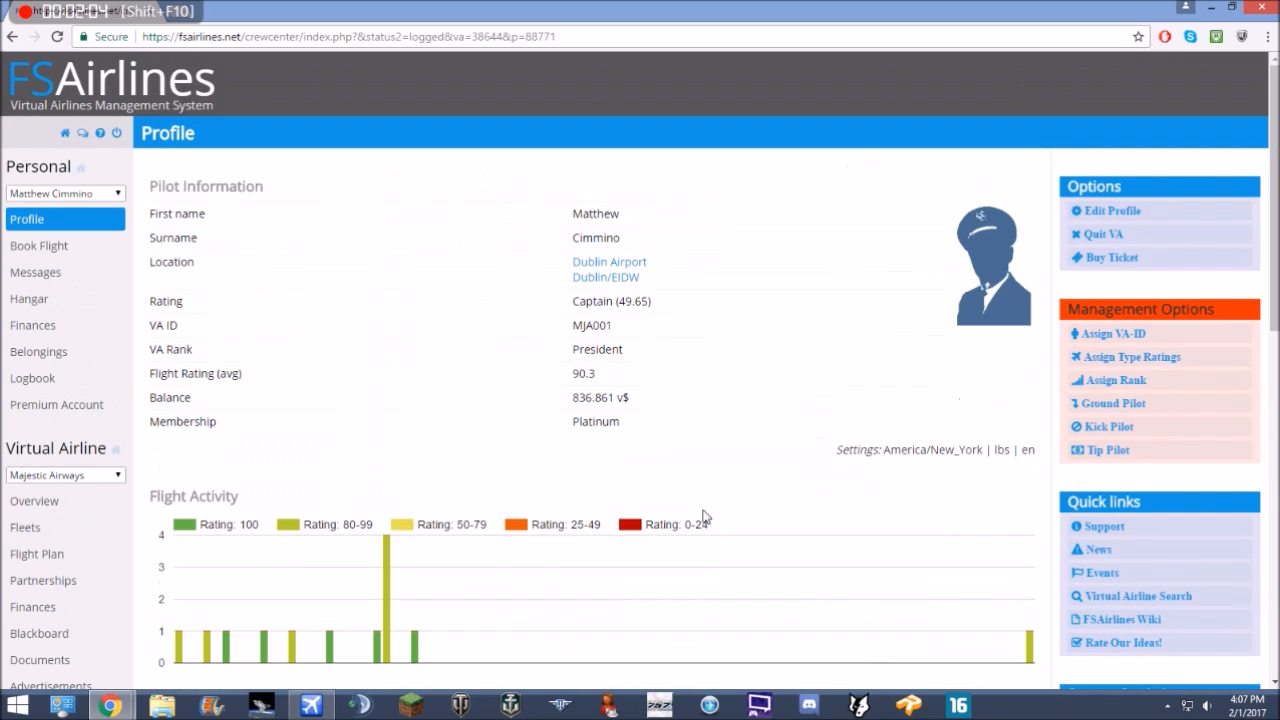 00:02:04 [Shift+F10]
Secure https://fsairlines.net/crewcenter/index.php?&status2=logged&va=38644&p=88771
FSAirlines
Virtual Airlines Management System
Profile
Personal
Matthew Cimmino
Profile
Book Flight
Messages
Hangar
Finances
Belongings
Logbook
Premium Account
Virtual Airline
Majestic Airways
Overview
Fleets
Flight Plan
Partnerships
Finances
Blackboard
Documents
Advertisements
Pilot Information
First name Matthew
Surname Cimmino
Location Dublin Airport
Dublin/EIDW
Rating Captain (49.65)
VA ID MJA001
VA Rank President
Flight Rating (avg) 90.3
Balance 836.861 v$
Membership Platinum
Settings: America/New_York | lbs | en
Flight Activity
Rating: 100 Rating: 80-99 Rating: 50-79 Rating: 25-49 Rating: 0-24
4
3
2
1
0
Options
Edit Profile
Quit VA
Buy Ticket
Management Options
Assign VA-ID
Assign Type Ratings
Assign Rank
Ground Pilot
Kick Pilot
Tip Pilot
Quick links
Support
News
Events
Virtual Airline Search
FSAirlines Wiki
Rate Our Ideas!
757
16
4:07 PM
2/1/2017